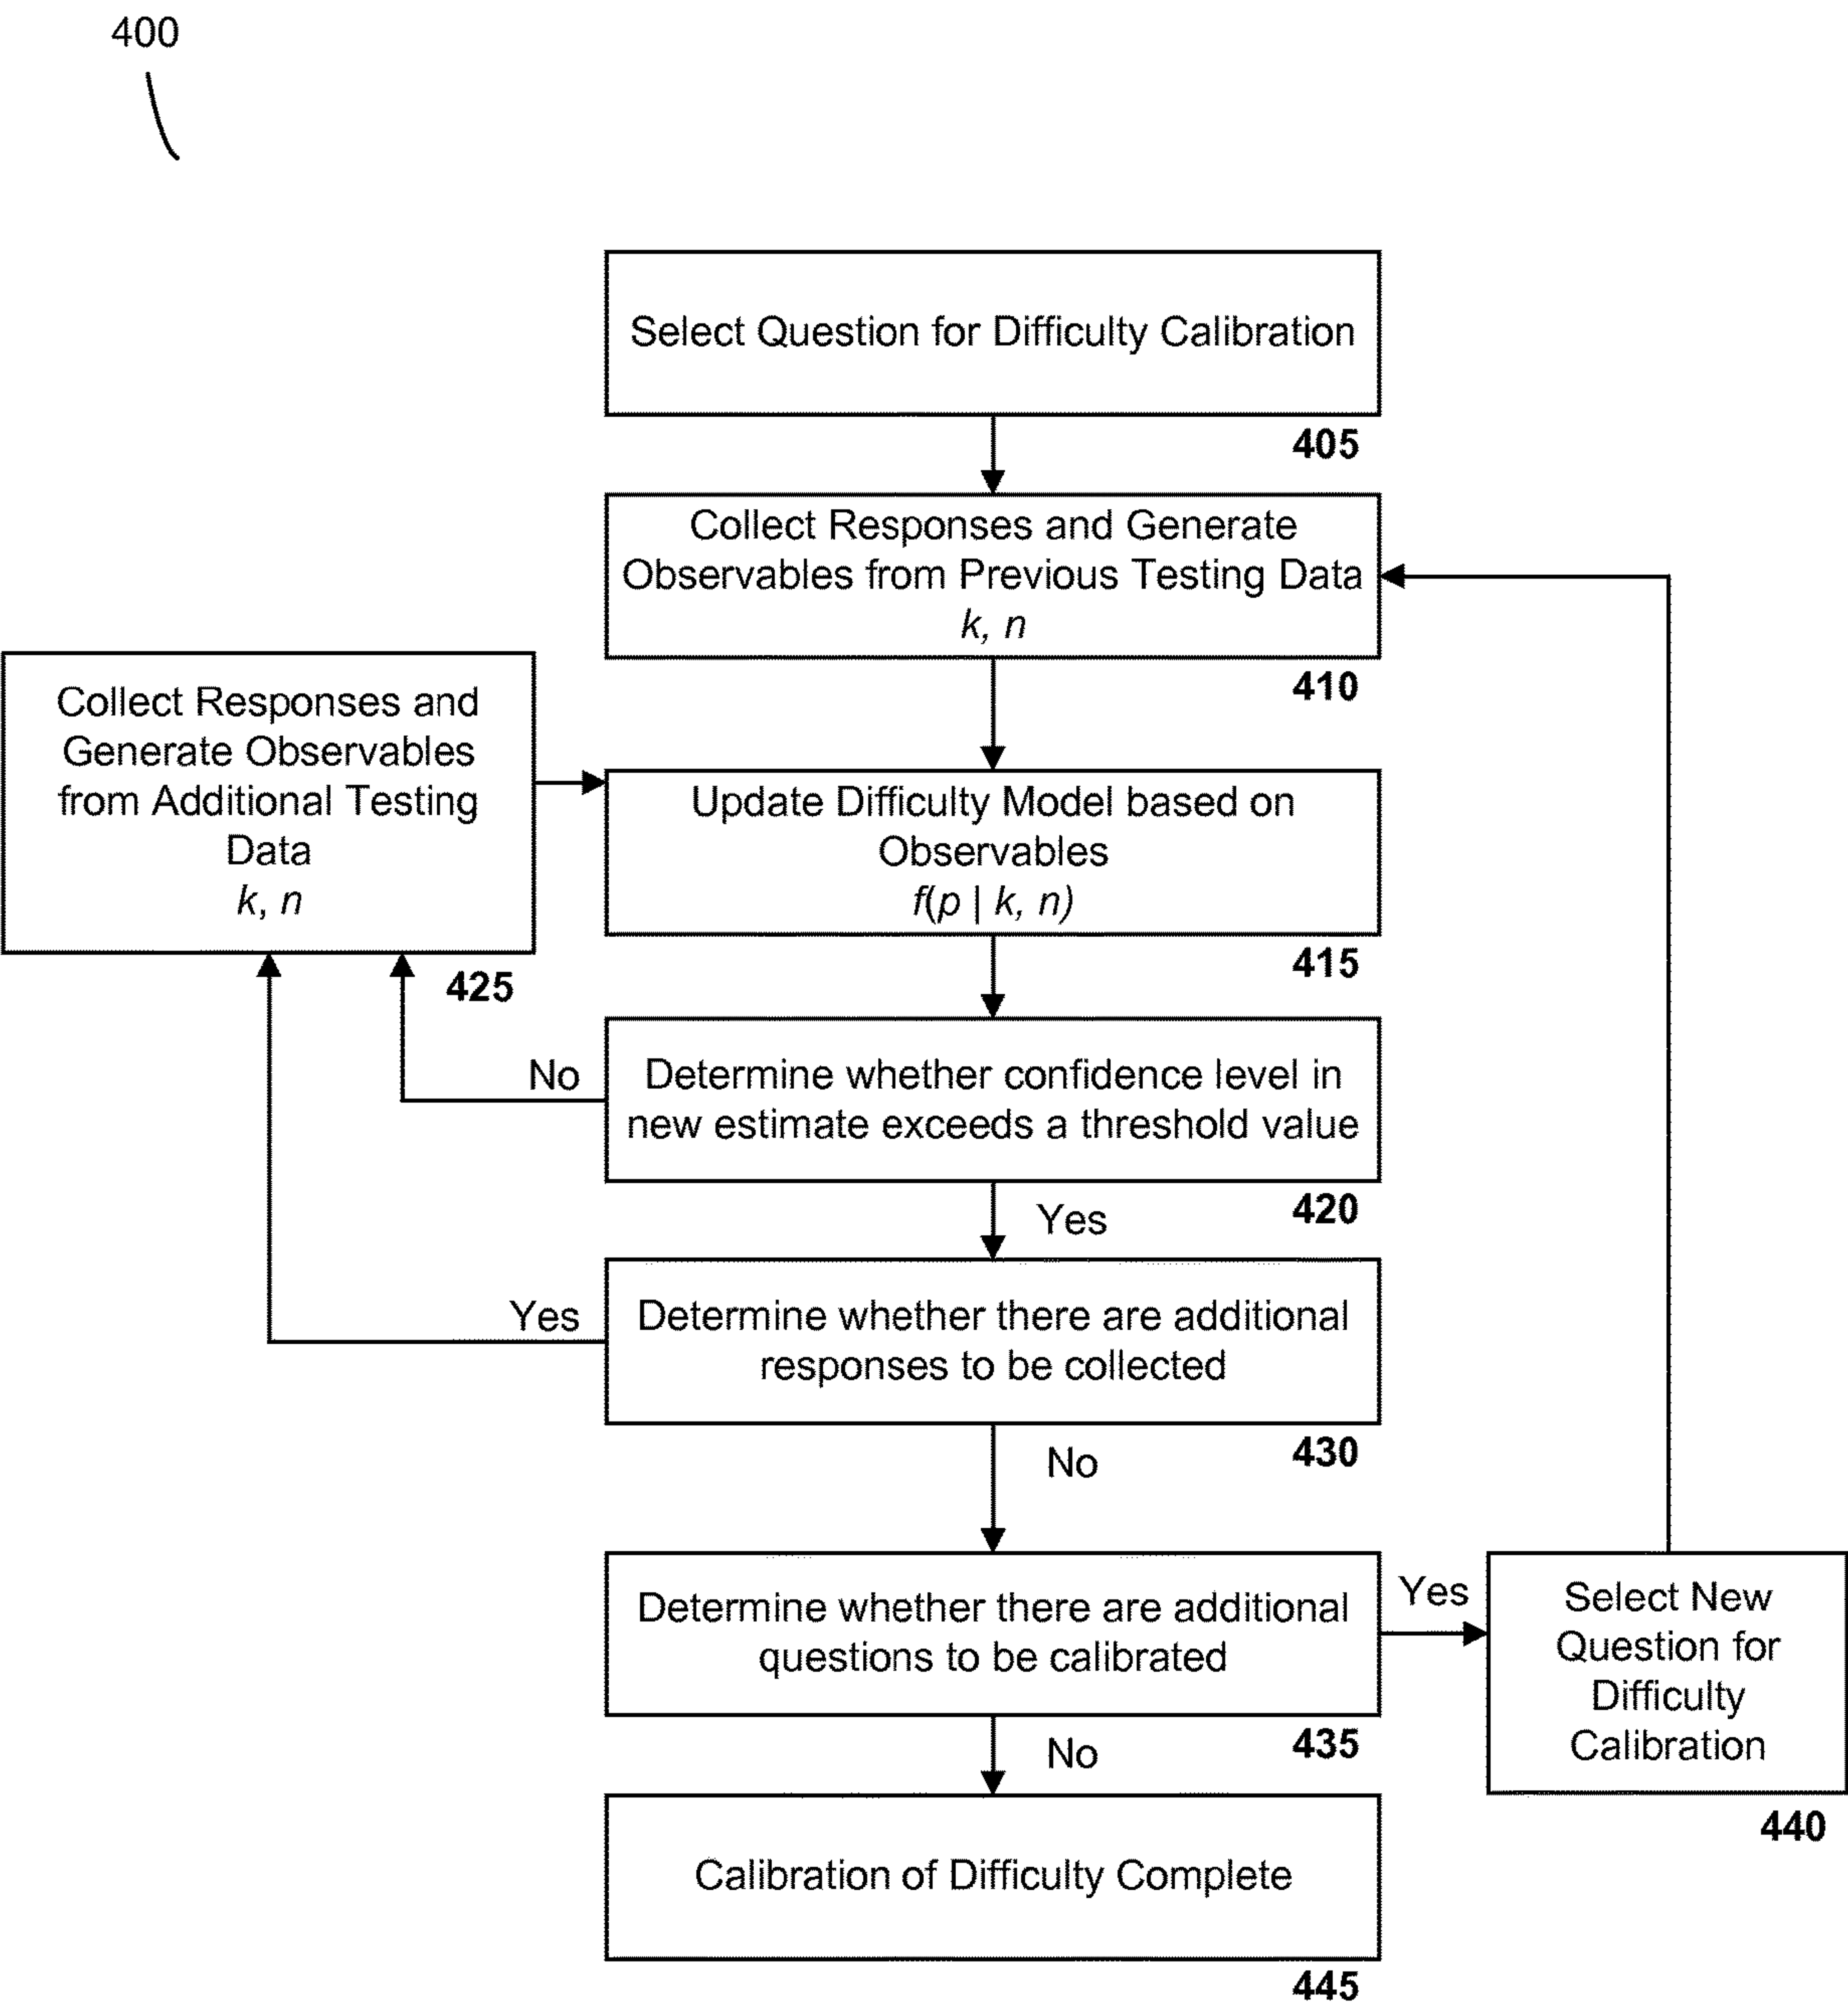 400
Select Question for Difficulty Calibration
405
Collect Responses and Generate
Observables from Previous Testing Data
k, n
410
Collect Responses and
Generate Observables
from Additional Testing
Data
k, n
425
Update Difficulty Model based on
Observables
f(p | k, n)
415
No
Determine whether confidence level in
new estimate exceeds a threshold value
420
Yes
Yes
Determine whether there are additional
responses to be collected
430
No
Determine whether there are additional
questions to be calibrated
435
Yes
Select New
Question for
Difficulty
Calibration
440
No
Calibration of Difficulty Complete
445